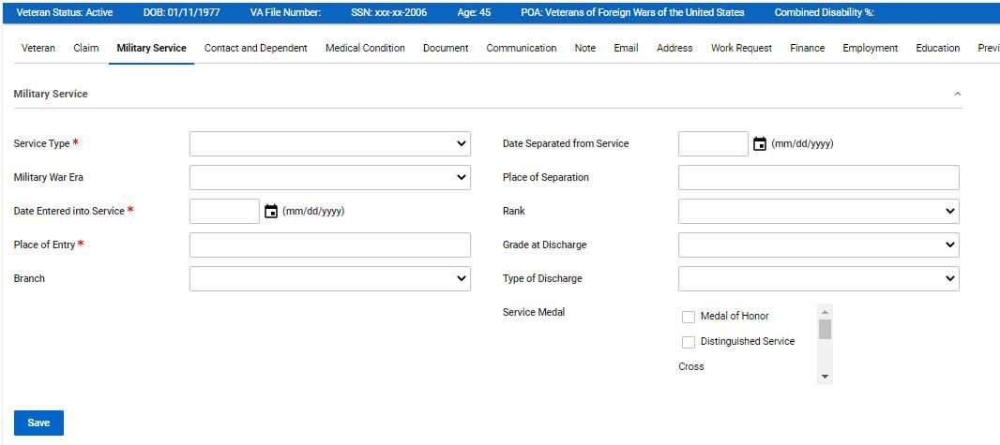 Veteran Status: Active DOB: 01/11/1977 VA File Number: SSN: xxx-xx-2006 Age: 45 POA: Veterans of Foreign Wars of the United States Combined Disability %:
Veteran Claim Military Service Contact and Dependent Medical Condition Document Communication Note Email Address Work Request Finance Employment Education Previ
Military Service
Service Type * Date Separated from Service (mm/dd/yyyy)
Military War Era Place of Separation
Date Entered into Service * (mm/dd/yyyy) Rank
Place of Entry * Grade at Discharge
Branch Type of Discharge
Service Medal Medal of Honor
Distinguished Service
Cross
Save